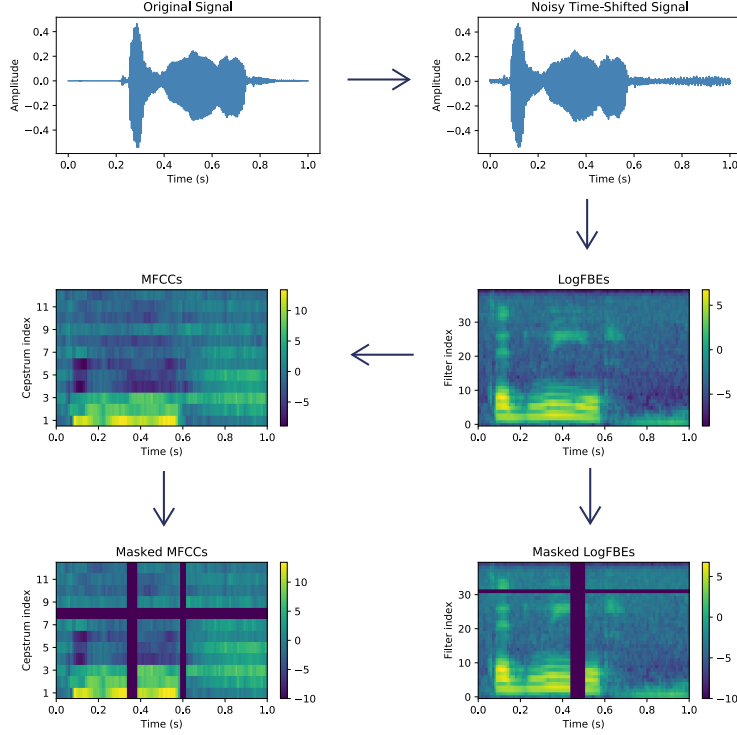 Original Signal
0.4
0.2
0.0
−0.2
−0.4
Amplitude
0.0 0.2 0.4 0.6 0.8 1.0
Time (s)
Noisy Time-Shifted Signal
0.4
0.2
0.0
−0.2
−0.4
Amplitude
0.0 0.2 0.4 0.6 0.8 1.0
Time (s)
MFCCs
11
9
7
5
3
1
Cepstrum index
0.0 0.2 0.4 0.6 0.8 1.0
Time (s)
10
5
0
−5
LogFBEs
30
20
10
0
Filter index
0.0 0.2 0.4 0.6 0.8 1.0
Time (s)
5
0
−5
Masked MFCCs
11
9
7
5
3
1
Cepstrum index
0.0 0.2 0.4 0.6 0.8 1.0
Time (s)
10
5
0
−5
−10
Masked LogFBEs
30
20
10
0
Filter index
0.0 0.2 0.4 0.6 0.8 1.0
Time (s)
5
0
−5
−10